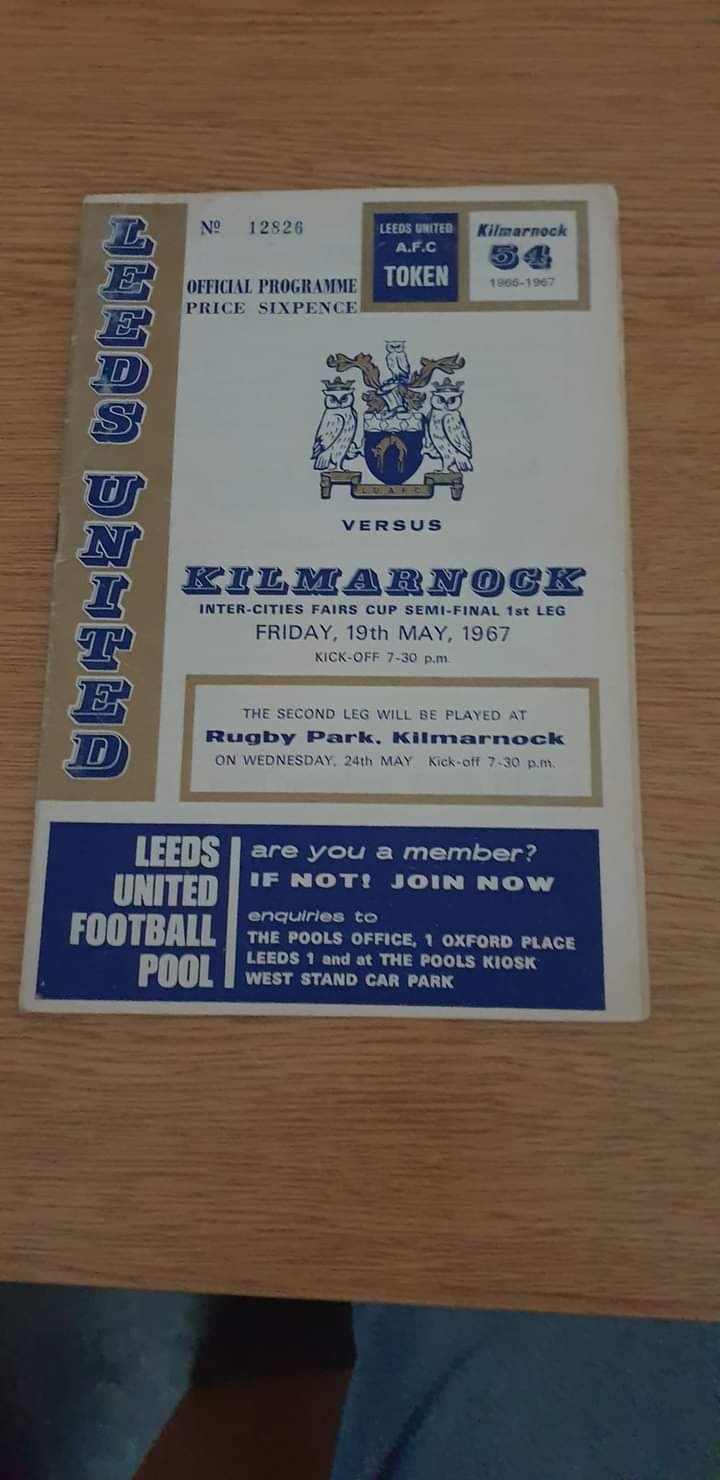 LEEDS UNITED
Nº 12826
OFFICIAL PROGRAMME
PRICE SIXPENCE
LEEDS UNITED
A.F.C
TOKEN
Kilmarnock
54
1966-1967
L.U.A.F.C
VERSUS
KILMARNOCK
INTER-CITIES FAIRS CUP SEMI-FINAL 1st LEG
FRIDAY, 19th MAY, 1967
KICK-OFF 7-30 p.m.
THE SECOND LEG WILL BE PLAYED AT
Rugby Park, Kilmarnock
ON WEDNESDAY, 24th MAY Kick-off 7-30 p.m.
LEEDS
UNITED
FOOTBALL
POOL
are you a member?
IF NOT! JOIN NOW
enquiries to
THE POOLS OFFICE, 1 OXFORD PLACE
LEEDS 1 and at THE POOLS KIOSK
WEST STAND CAR PARK